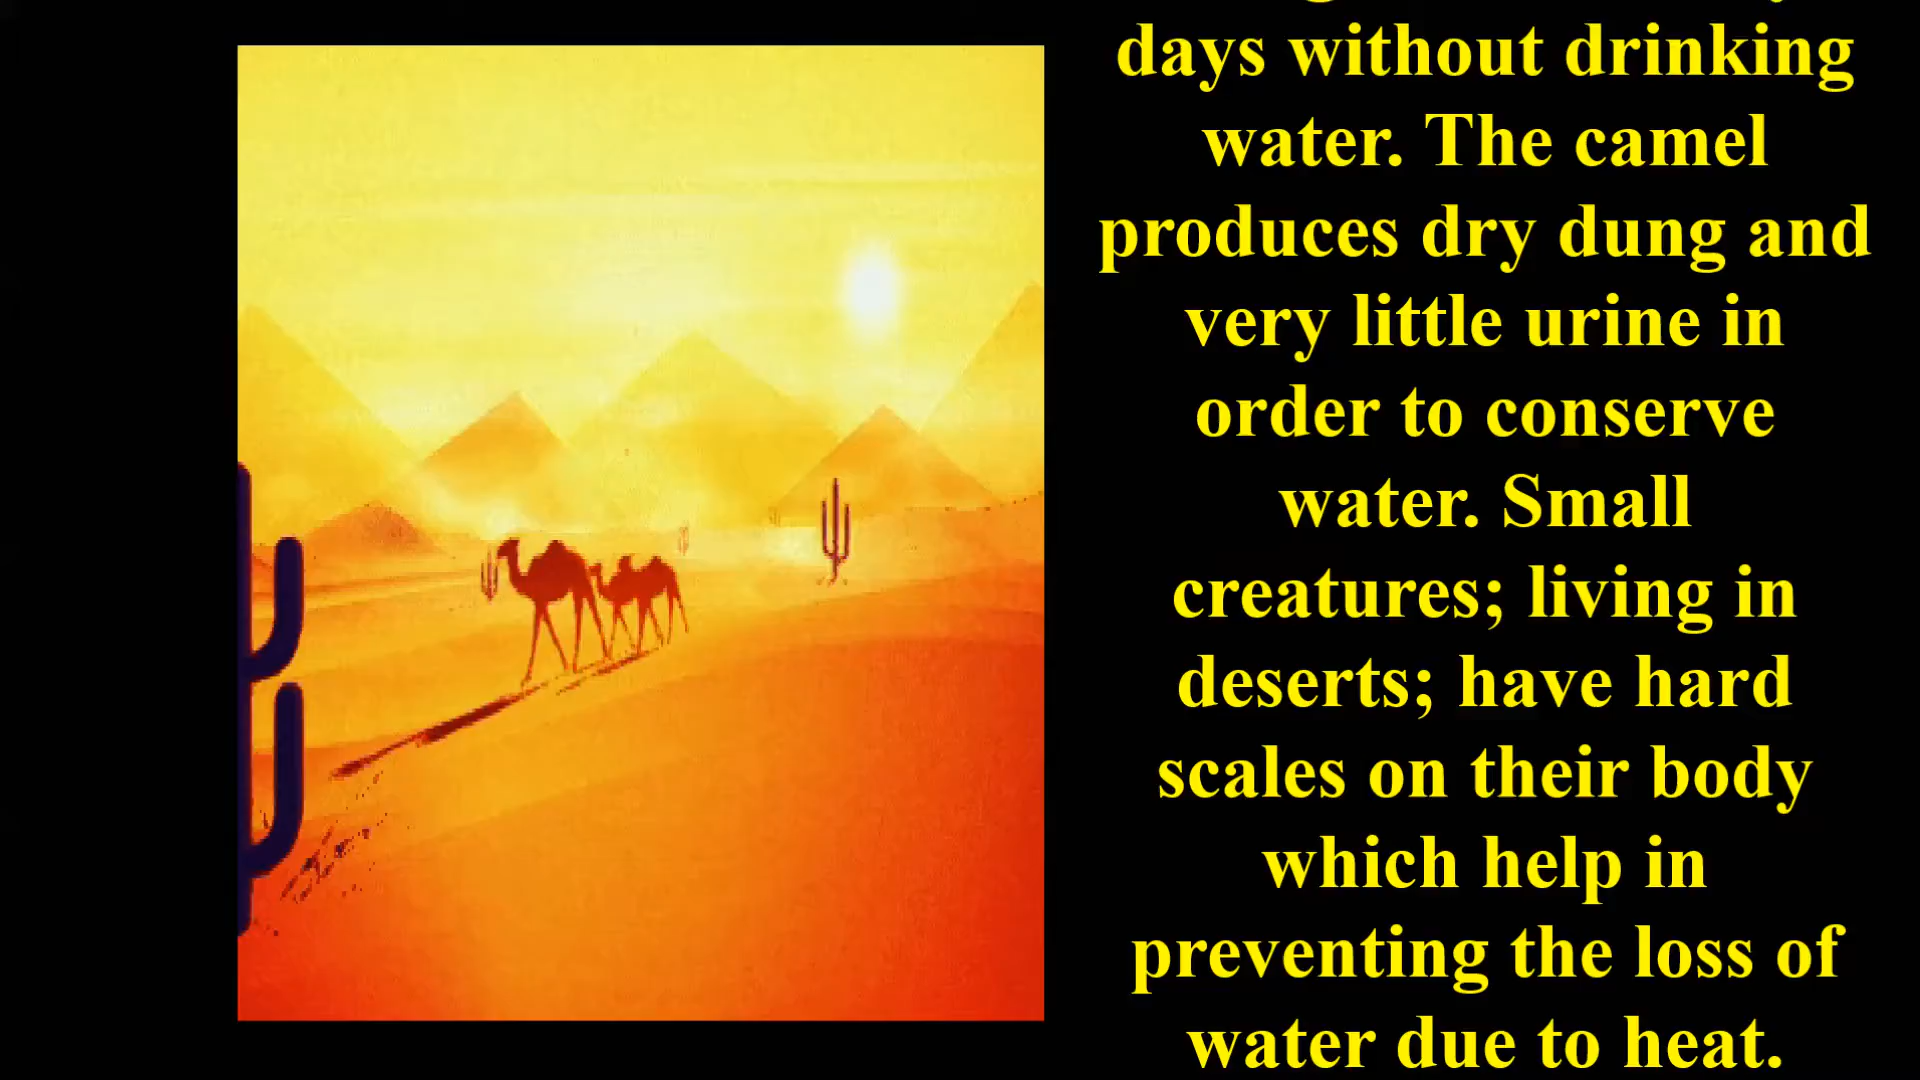 days without drinking
water. The camel
produces dry dung and
very little urine in
order to conserve
water. Small
creatures; living in
deserts; have hard
scales on their body
which help in
preventing the loss of
water due to heat.